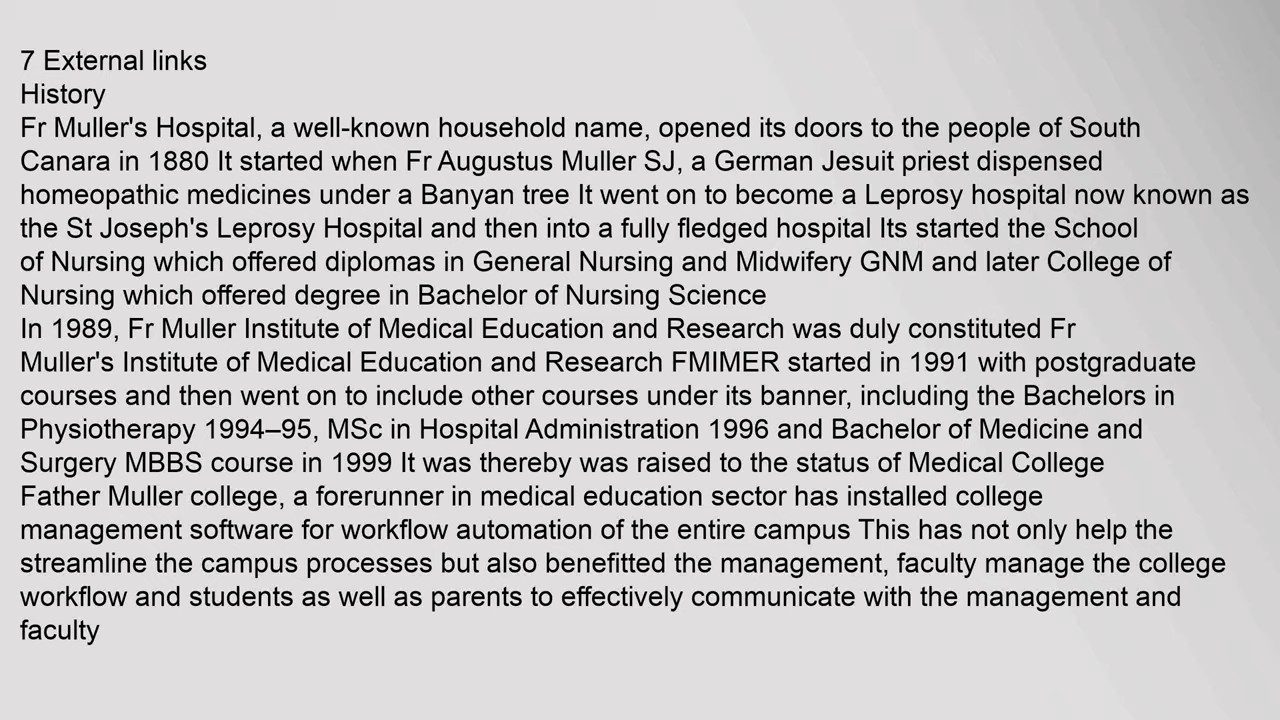 7 External links
History
Fr Muller's Hospital, a well-known household name, opened its doors to the people of South
Canara in 1880 It started when Fr Augustus Muller SJ, a German Jesuit priest dispensed
homeopathic medicines under a Banyan tree It went on to become a Leprosy hospital now known as
the St Joseph's Leprosy Hospital and then into a fully fledged hospital Its started the School
of Nursing which offered diplomas in General Nursing and Midwifery GNM and later College of
Nursing which offered degree in Bachelor of Nursing Science
In 1989, Fr Muller Institute of Medical Education and Research was duly constituted Fr
Muller's Institute of Medical Education and Research FMIMER started in 1991 with postgraduate
courses and then went on to include other courses under its banner, including the Bachelors in
Physiotherapy 1994–95, MSc in Hospital Administration 1996 and Bachelor of Medicine and
Surgery MBBS course in 1999 It was thereby was raised to the status of Medical College
Father Muller college, a forerunner in medical education sector has installed college
management software for workflow automation of the entire campus This has not only help the
streamline the campus processes but also benefitted the management, faculty manage the college
workflow and students as well as parents to effectively communicate with the management and
faculty